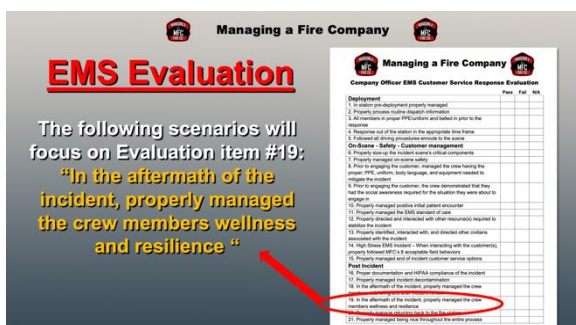 Managing a Fire Company
EMS Evaluation
The following scenarios will
focus on Evaluation item #19:
“In the aftermath of the
incident, properly managed
the crew members wellness
and resilience “
Managing a Fire Company
Company Officer EMS Customer Service Response Evaluation
Pass Fail N/A
Deployment
1. In station pre-deployment properly managed
2. Properly process routine dispatch information
3. All members in proper PPE/uniform and belted in prior to the
response
4. Response out of the station in the appropriate time frame
5. Followed all driving procedures enroute to the scene
On-Scene - Safety - Customer management
6. Properly size-up the incident scene's critical components
7. Properly managed on-scene safety
8. Prior to engaging the customer, managed the crew having the
proper: PPE, uniform, body language, and equipment needed to
mitigate the incident
9. Prior to engaging the customer, the crew demonstrated that they
had the social awareness required for the situation they were about to
engage in
10. Properly managed positive initial patient encounter
11. Properly managed the EMS standard of care
12. Properly directed and interacted with other resource(s) required to
stabilize the incident
13. Properly identified, interacted with, and directed other civilians
associated with the incident
14. High Stress EMS Incident – When interacting with the customer(s),
properly followed MFC's 8 acceptable field behaviors
15. Properly managed end of incident customer service options
Post Incident
16. Proper documentation and HIPAA compliance of the incident
17. Properly managed incident decontamination
18. In the aftermath of the incident, properly managed the crew
19. In the aftermath of the incident, properly managed the crew
members wellness and resilience
21. Properly managed being nice throughout the entire process